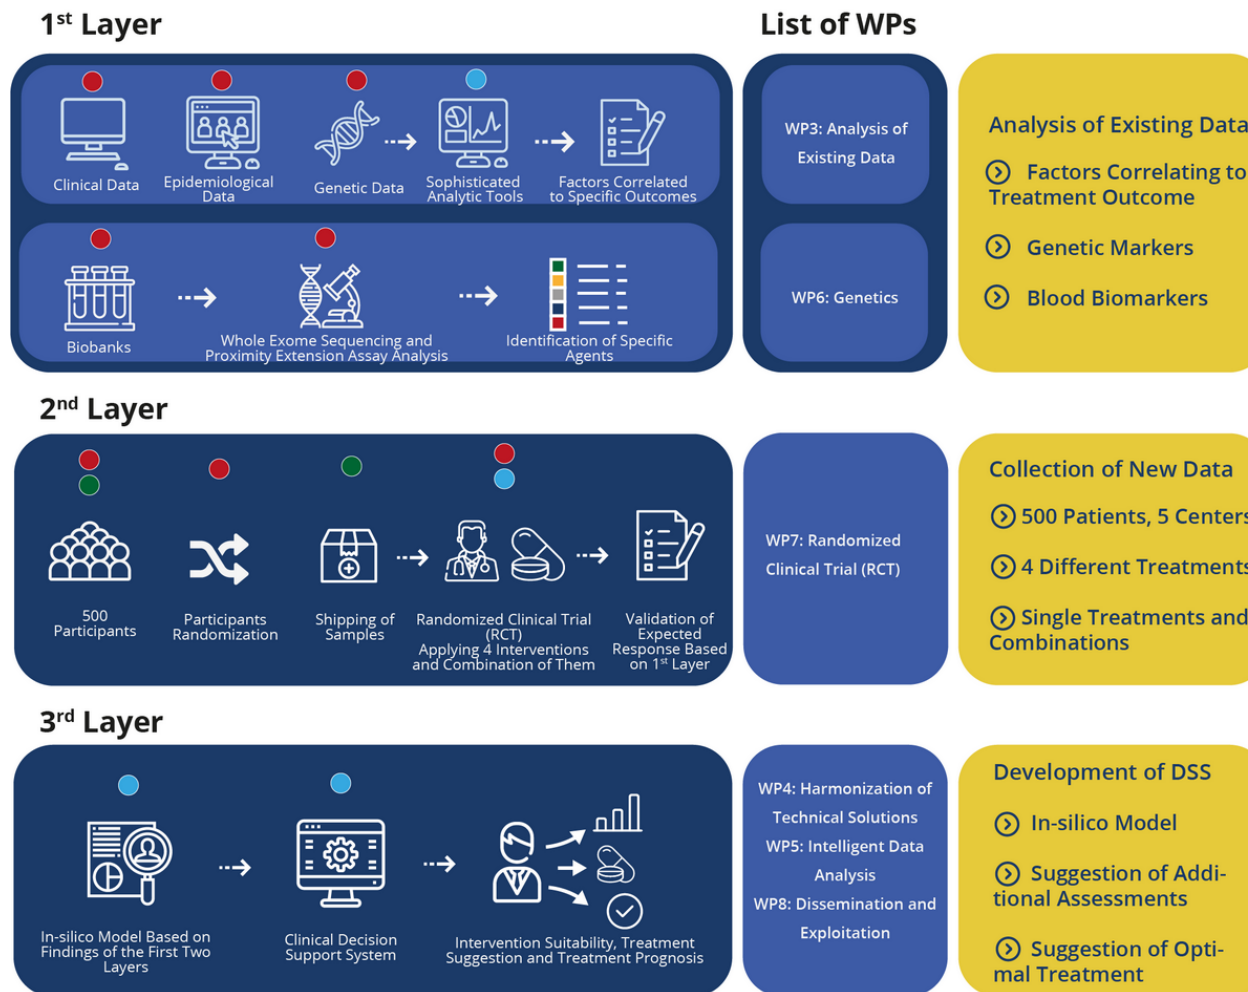 1st Layer
List of WPs
Clinical Data
Epidemiological
Data
Genetic Data
Sophisticated
Analytic Tools
Factors Correlated
to Specific Outcomes
Biobanks
Whole Exome Sequencing and
Proximity Extension Assay Analysis
Identification of Specific
Agents
WP3: Analysis of
Existing Data
WP6: Genetics
Analysis of Existing Data
Factors Correlating to
Treatment Outcome
Genetic Markers
Blood Biomarkers
2nd Layer
500
Participants
Participants
Randomization
Shipping of
Samples
Randomized Clinical Trial
(RCT)
Applying 4 Interventions
and Combination of Them
Validation of
Expected
Response Based
on 1st Layer
WP7: Randomized
Clinical Trial (RCT)
Collection of New Data
500 Patients, 5 Centers
4 Different Treatments
Single Treatments and
Combinations
3rd Layer
In-silico Model Based on
Findings of the First Two
Layers
Clinical Decision
Support System
Intervention Suitability, Treatment
Suggestion and Treatment Prognosis
WP4: Harmonization of
Technical Solutions
WP5: Intelligent Data
Analysis
WP8: Dissemination and
Exploitation
Development of DSS
In-silico Model
Suggestion of Addi-
tional Assessments
Suggestion of Opti-
mal Treatment